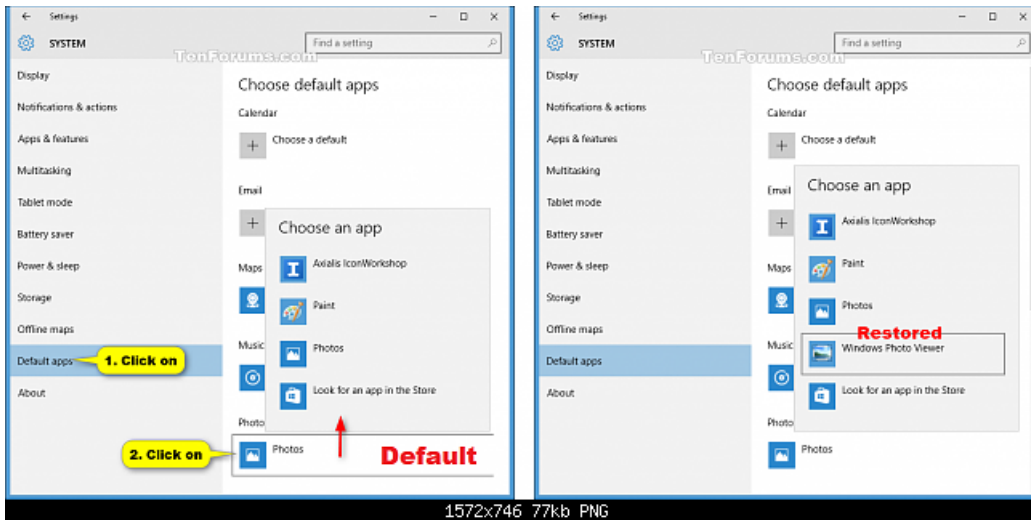 Settings
SYSTEM
Find a setting
TenForums.com
Display
Notifications & actions
Apps & features
Multitasking
Tablet mode
Battery saver
Power & sleep
Storage
Offline maps
Default apps
About
1. Click on
2. Click on
Choose default apps
Calendar
Choose a default
Email
Maps
Music
Photo
Choose an app
Axialis IconWorkshop
Paint
Photos
Look for an app in the Store
Photos
Default
Settings
SYSTEM
Find a setting
TenForums.com
Display
Notifications & actions
Apps & features
Multitasking
Tablet mode
Battery saver
Power & sleep
Storage
Offline maps
Default apps
About
Choose default apps
Calendar
Choose a default
Email
Maps
Music
Photo
Choose an app
Axialis IconWorkshop
Paint
Photos
Restored
Windows Photo Viewer
Look for an app in the Store
Photos
1572x746 77kb PNG